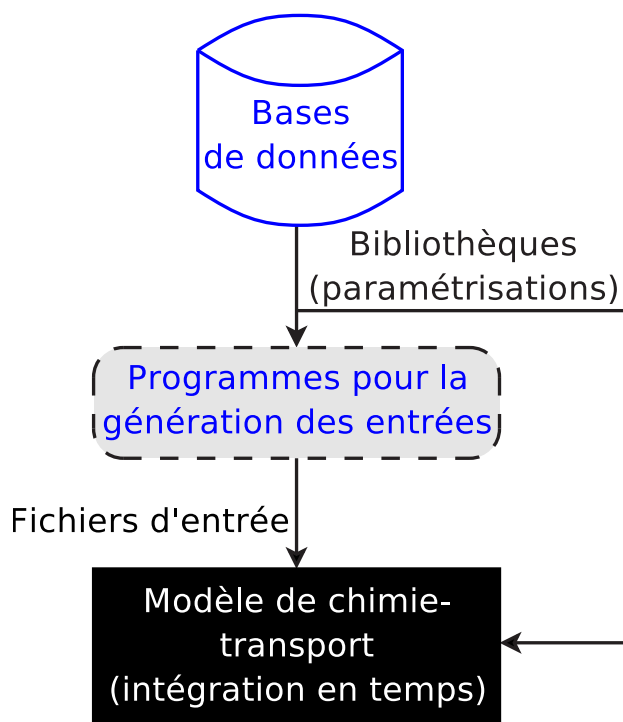 Bases
de données
Bibliothèques
(paramétrisations)
Programmes pour la
génération des entrées
Fichiers d'entrée
Modèle de chimie-
transport
(intégration en temps)